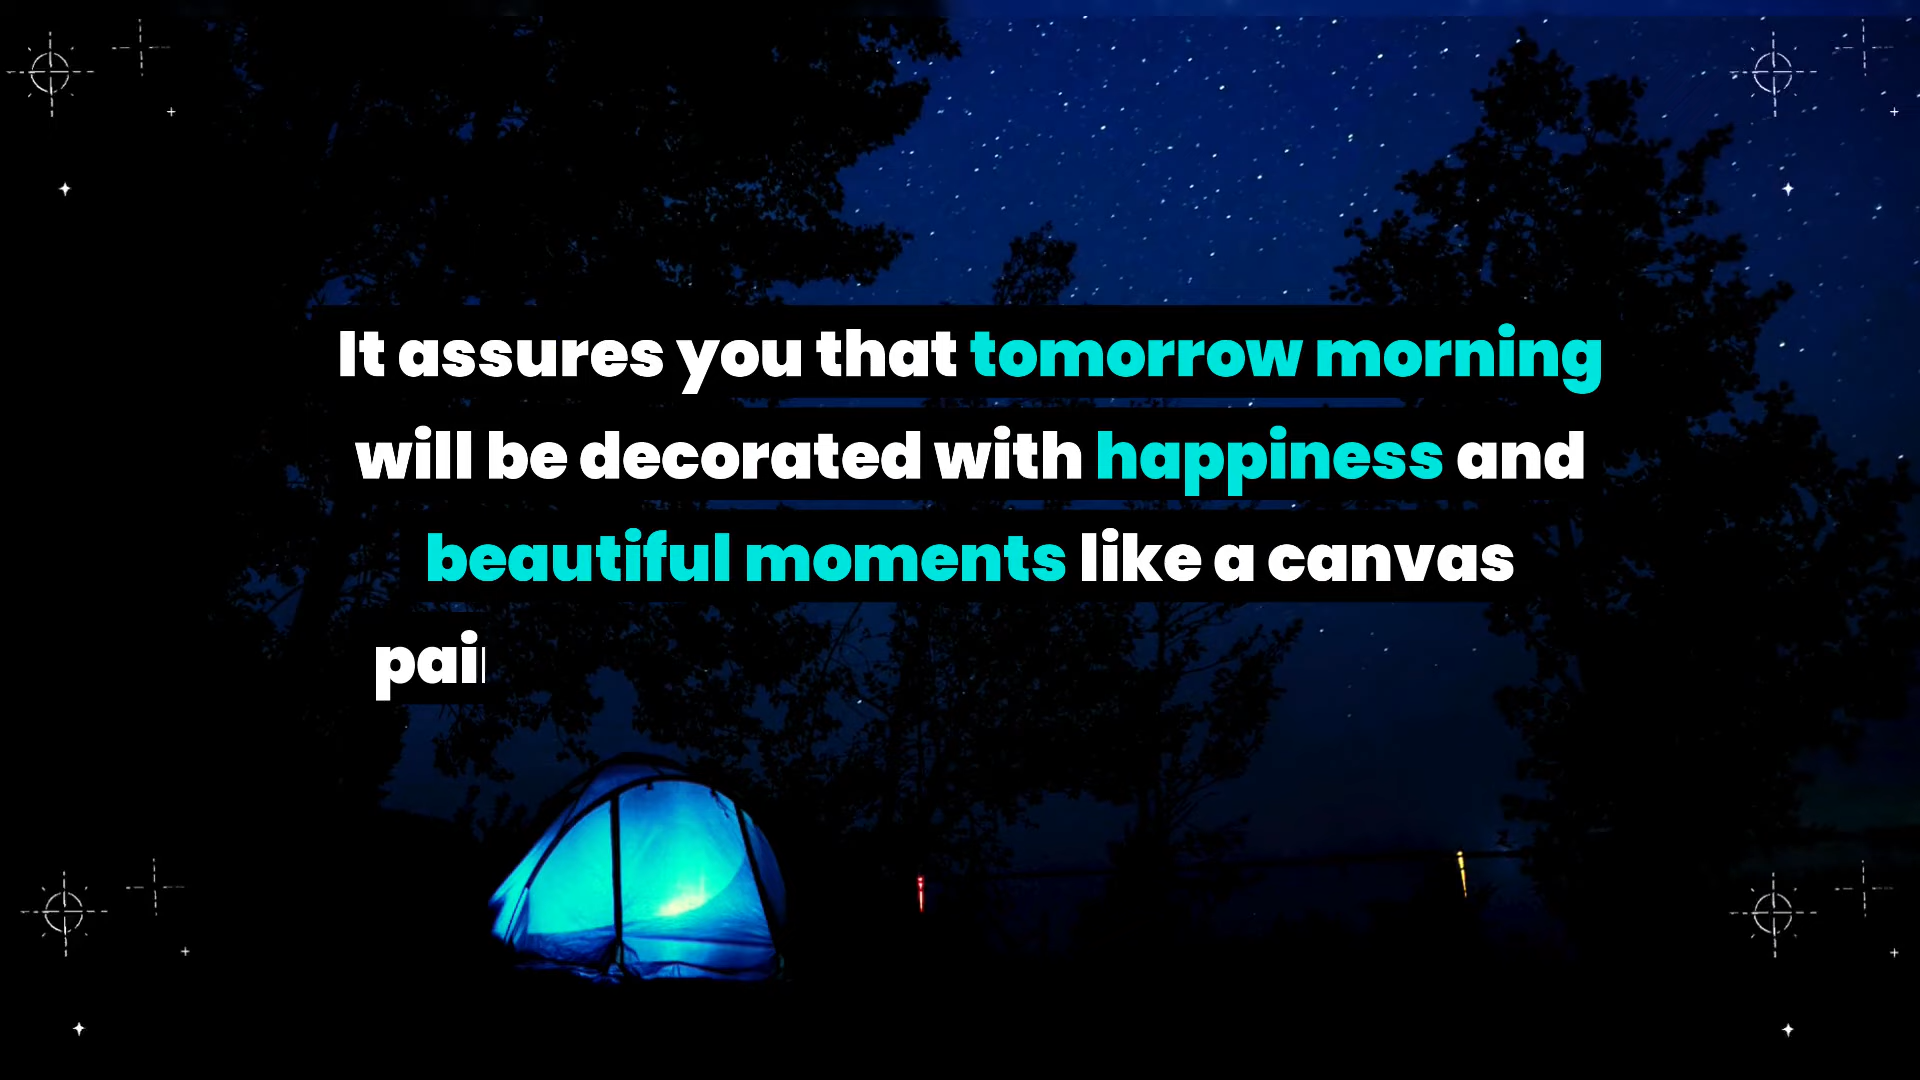 It assures you that tomorrow morning
will be decorated with happiness and
beautiful moments like a canvas
pai